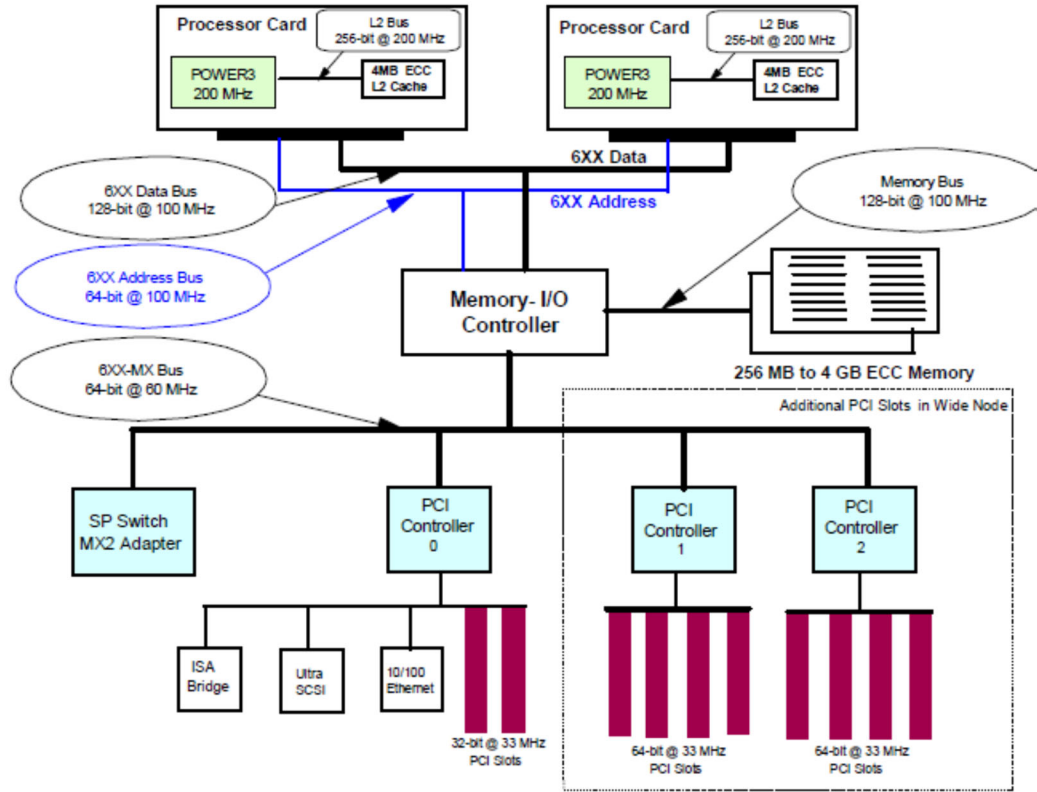 Processor Card
L2 Bus
256-bit @ 200 MHz
POWER3
200 MHz
4MB ECC
L2 Cache
Processor Card
L2 Bus
256-bit @ 200 MHz
POWER3
200 MHz
4MB ECC
L2 Cache
6XX Data
6XX Address
6XX Data Bus
128-bit @ 100 MHz
Memory Bus
128-bit @ 100 MHz
6XX Address Bus
64-bit @ 100 MHz
Memory- I/O
Controller
6XX-MX Bus
64-bit @ 60 MHz
256 MB to 4 GB ECC Memory
Additional PCI Slots in Wide Node
SP Switch
MX2 Adapter
PCI
Controller
0
PCI
Controller
1
PCI
Controller
2
ISA
Bridge
Ultra
SCSI
10/100
Ethernet
32-bit @ 33 MHz
PCI Slots
64-bit @ 33 MHz
PCI Slots
64-bit @ 33 MHz
PCI Slots